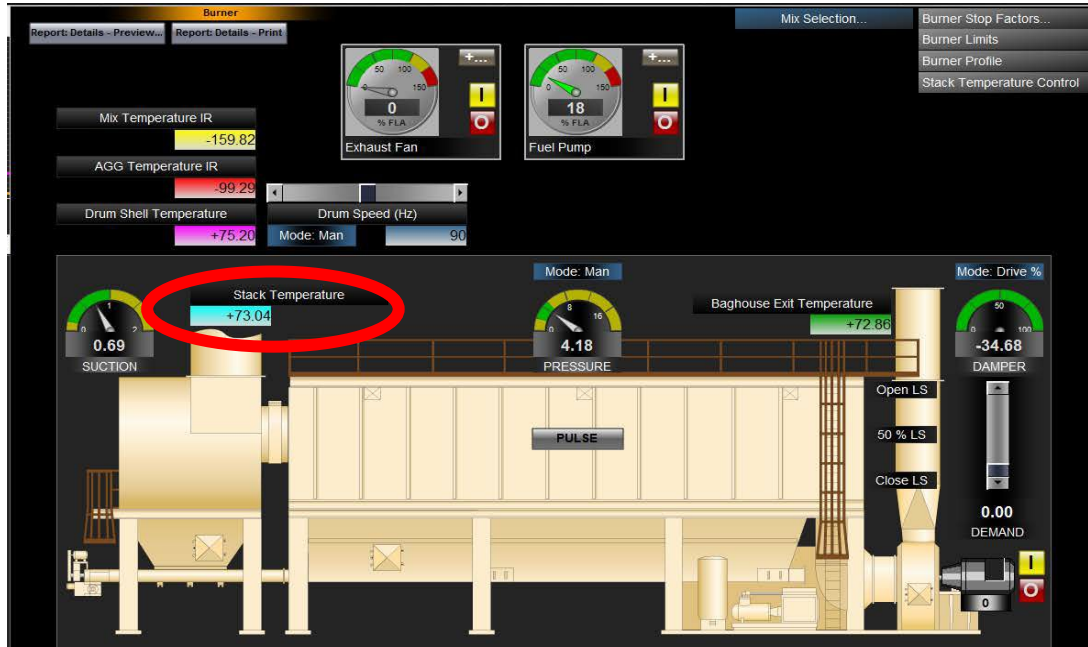 Burner
Report: Details - Preview...
Report: Details - Print
Mix Selection...
Burner Stop Factors...
Burner Limits
Burner Profile
Stack Temperature Control
+...
0 50 100 150
0
% FLA
I
O
Exhaust Fan
+...
0 50 100 150
18
% FLA
I
O
Fuel Pump
Mix Temperature IR
-159.82
AGG Temperature IR
-99.29
Drum Shell Temperature
+75.20
Drum Speed (Hz)
Mode: Man
90
Stack Temperature
+73.04
0 1 2
0.69
SUCTION
Mode: Man
0 8 16
4.18
PRESSURE
Baghouse Exit Temperature
+72.86
Mode: Drive %
0 50 100
-34.68
DAMPER
Open LS
50 % LS
Close LS
PULSE
0.00
DEMAND
I
O
0